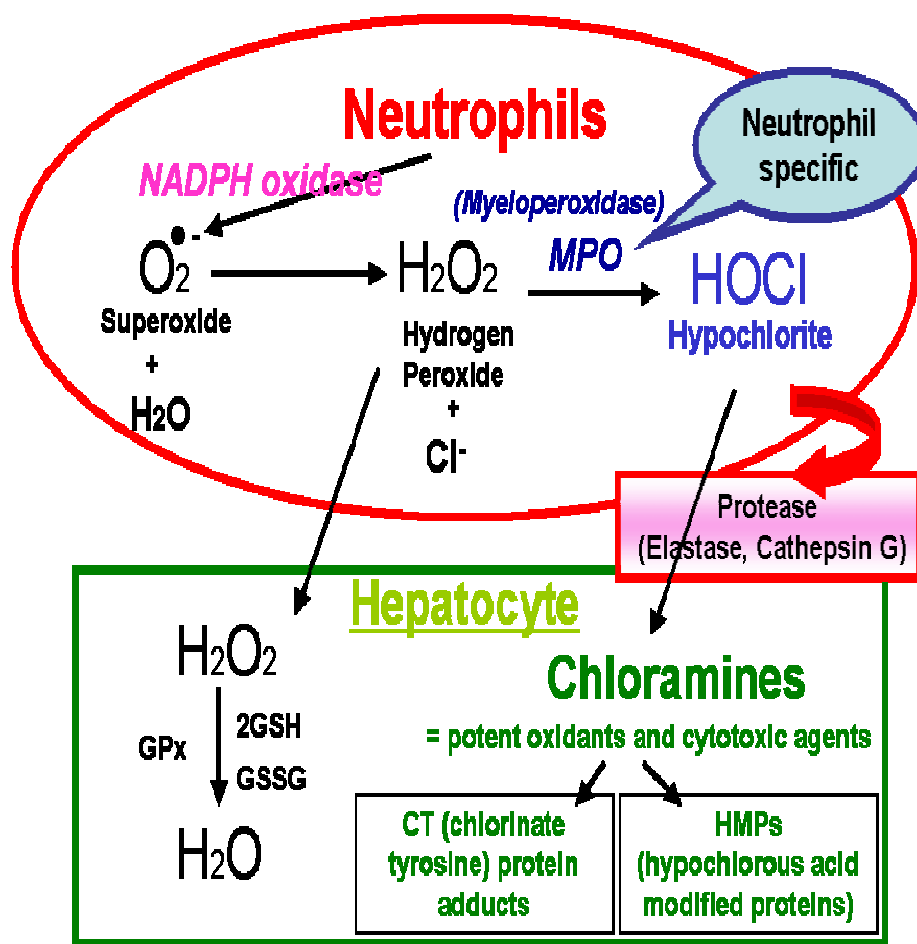 Neutrophils
Neutrophil
specific
NADPH oxidase
(Myeloperoxidase)
MPO
O₂•-
H₂O₂
HOCl
Superoxide
+
H₂O
Hydrogen
Peroxide
+
Cl-
Hypochlorite
Protease
(Elastase, Cathepsin G)
Hepatocyte
H₂O₂
GPx
2GSH
GSSG
H₂O
Chloramines
= potent oxidants and cytotoxic agents
CT (chlorinate
tyrosine) protein
adducts
HMPs
(hypochlorous acid
modified proteins)